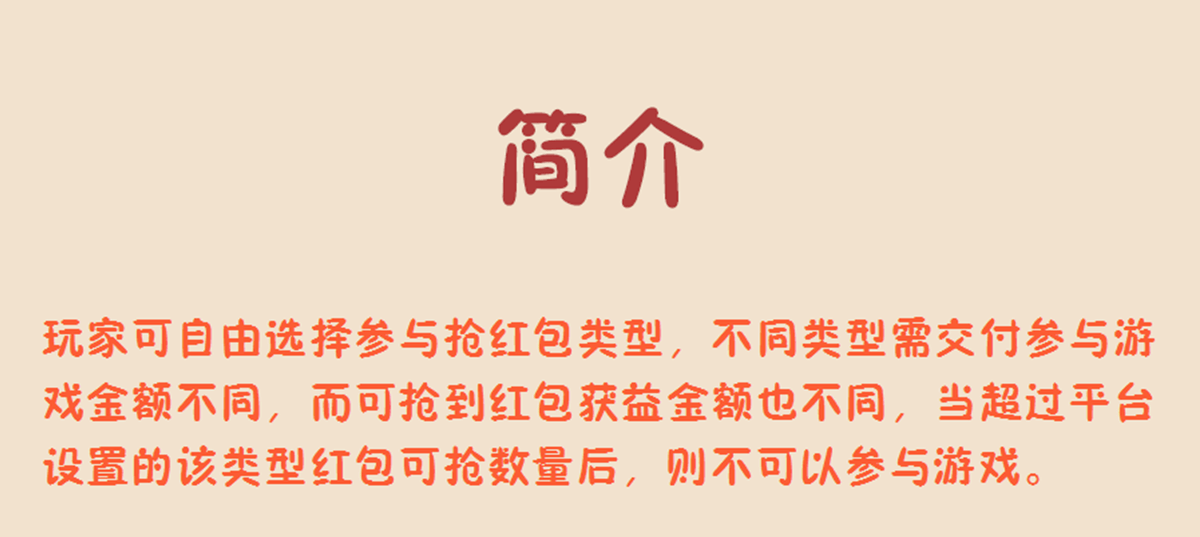 简介
玩家可自由选择参与抢红包类型，不同类型需交付参与游
戏金额不同，而可抢到红包获益金额也不同，当超过平台
设置的该类型红包可抢数量后，则不可以参与游戏。